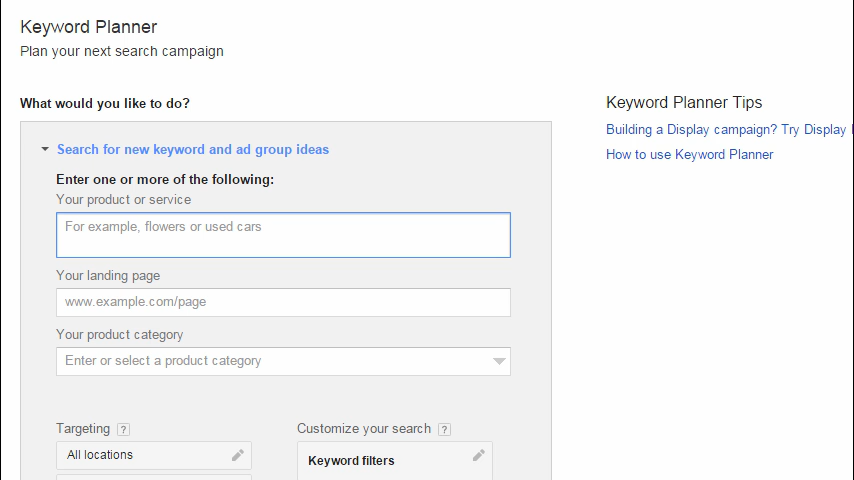 Keyword Planner
Plan your next search campaign
What would you like to do?
Search for new keyword and ad group ideas
Enter one or more of the following:
Your product or service
For example, flowers or used cars
Your landing page
www.example.com/page
Your product category
Enter or select a product category
Targeting ?
All locations
Customize your search ?
Keyword filters
Keyword Planner Tips
Building a Display campaign? Try Display
How to use Keyword Planner